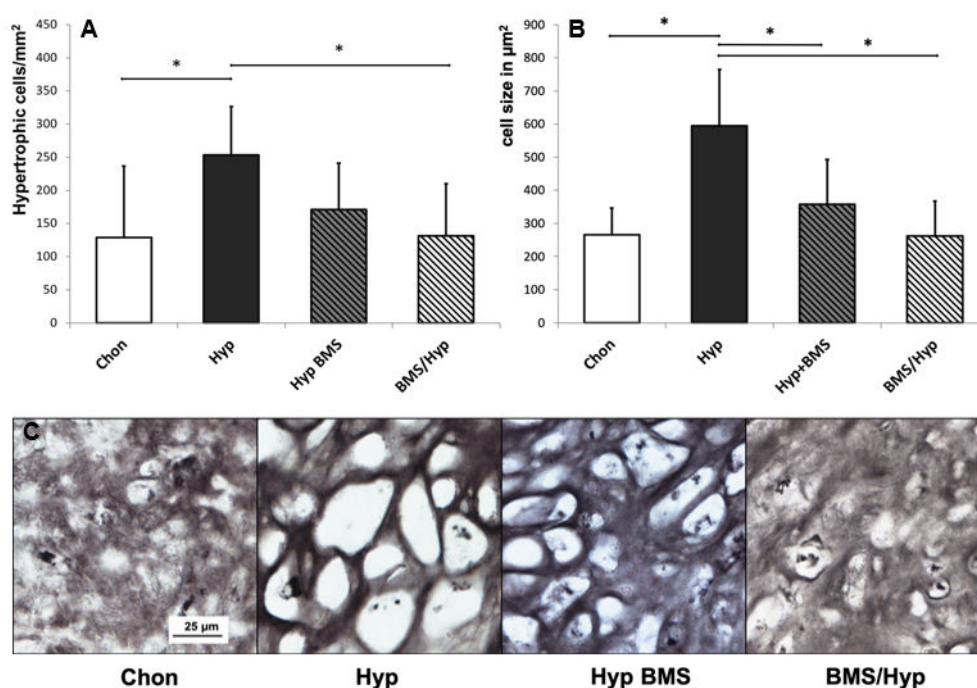 A
Hypertrophic cells/mm²
450
400
350
300
250
200
150
100
50
0
*
*
Chon
Hyp
Hyp BMS
BMS/Hyp
B
cell size in µm²
900
800
700
600
500
400
300
200
100
0
*
*
*
Chon
Hyp
Hyp+BMS
BMS/Hyp
C
25 µm
Chon
Hyp
Hyp BMS
BMS/Hyp